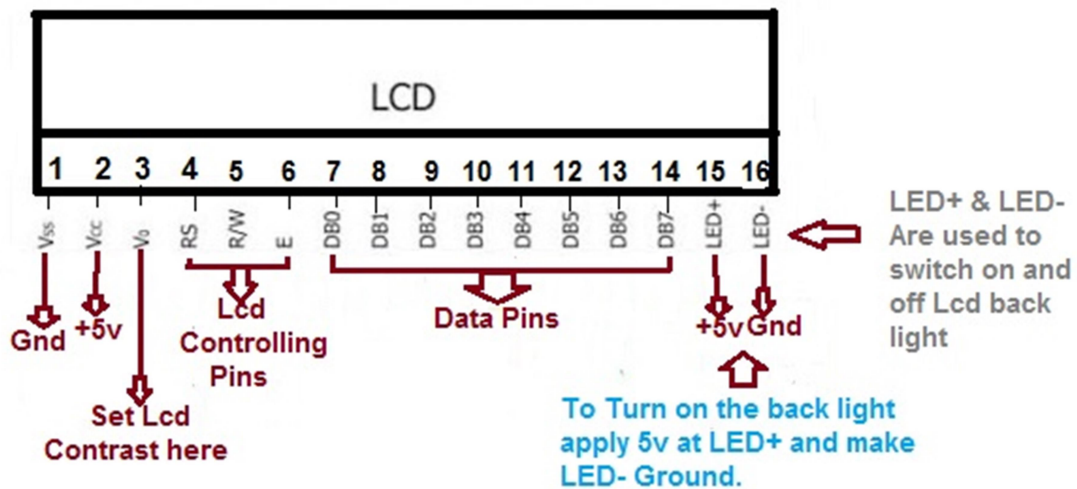 LCD
1 2 3 4 5 6 7 8 9 10 11 12 13 14 15 16
Vss Vcc V₀ RS R/W E DB0 DB1 DB2 DB3 DB4 DB5 DB6 DB7 LED+ LED-
LED+ & LED-
Are used to
switch on and
off Lcd back
light
Gnd
+5v
Lcd
Controlling
Pins
Data Pins
+5v Gnd
Set Lcd
Contrast here
To Turn on the back light
apply 5v at LED+ and make
LED- Ground.